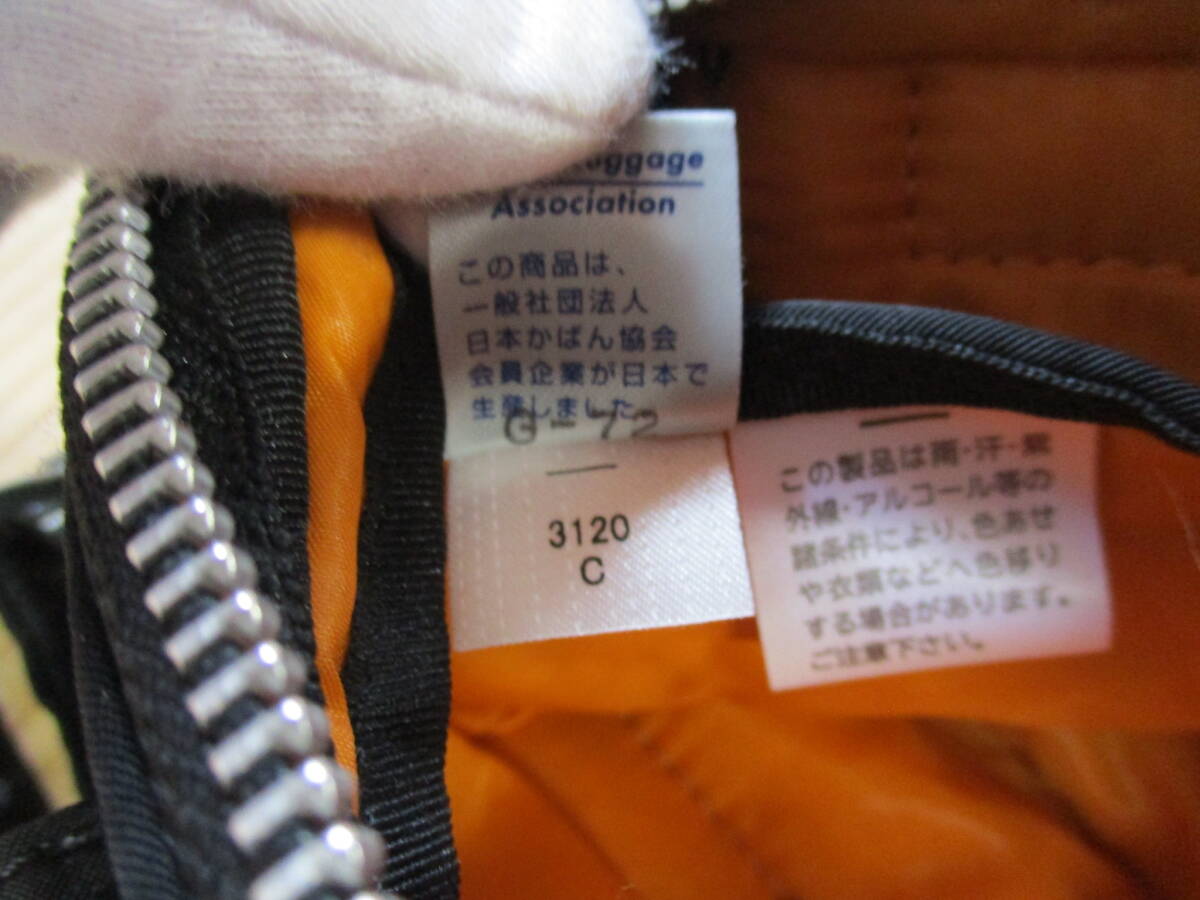 Luggage
Association
この商品は、
一般社団法人
日本かばん協会
会員企業が日本で
生産しました。
G-72
3120
C
この製品は雨・汗・紫
外線・アルコール等の
諸条件により、色あせ
や衣類などへ色移り
する場合があります。
ご注意下さい。